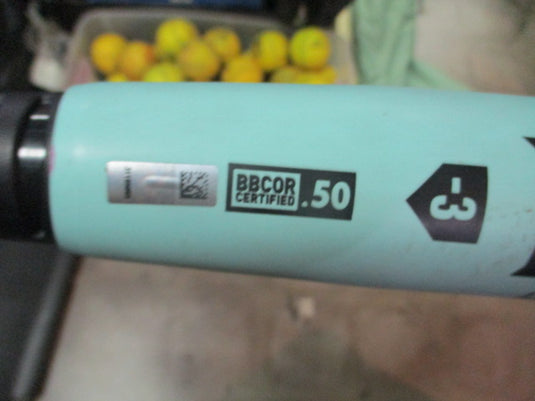 BBCOR
CERTIFIED
.50
-3